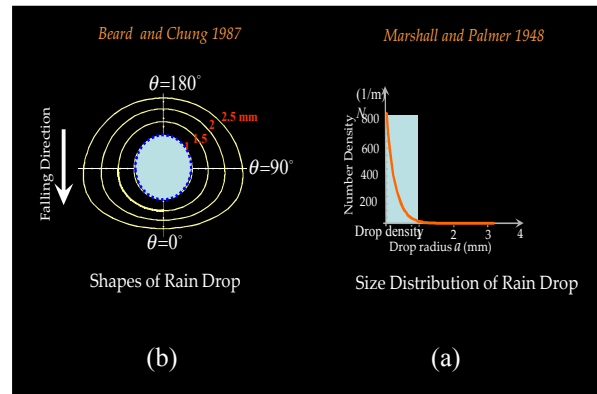 Beard and Chung 1987
θ=180°
2.5 mm
2
1.5
1
θ=90°
Falling Direction
θ=0°
Shapes of Rain Drop
(b)
Marshall and Palmer 1948
(1/m)
N
800
600
400
200
Number Density
Drop density
1
2
3
4
Drop radius a (mm)
Size Distribution of Rain Drop
(a)